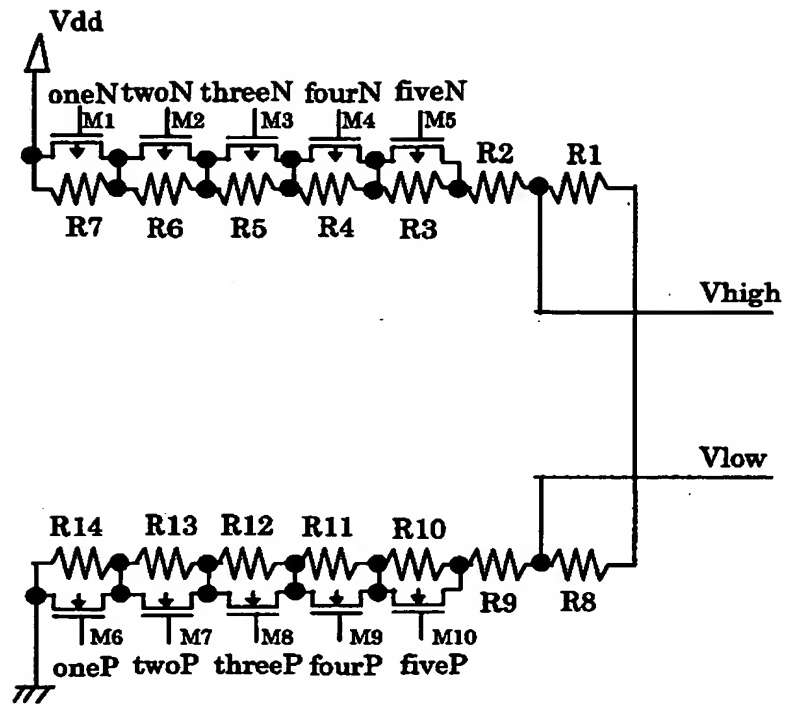 Vdd
oneN twoN threeN fourN fiveN
M1 M2 M3 M4 M5
R2 R1
R7 R6 R5 R4 R3
Vhigh
Vlow
R14 R13 R12 R11 R10
R9 R8
M6 M7 M8 M9 M10
oneP twoP threeP fourP fiveP